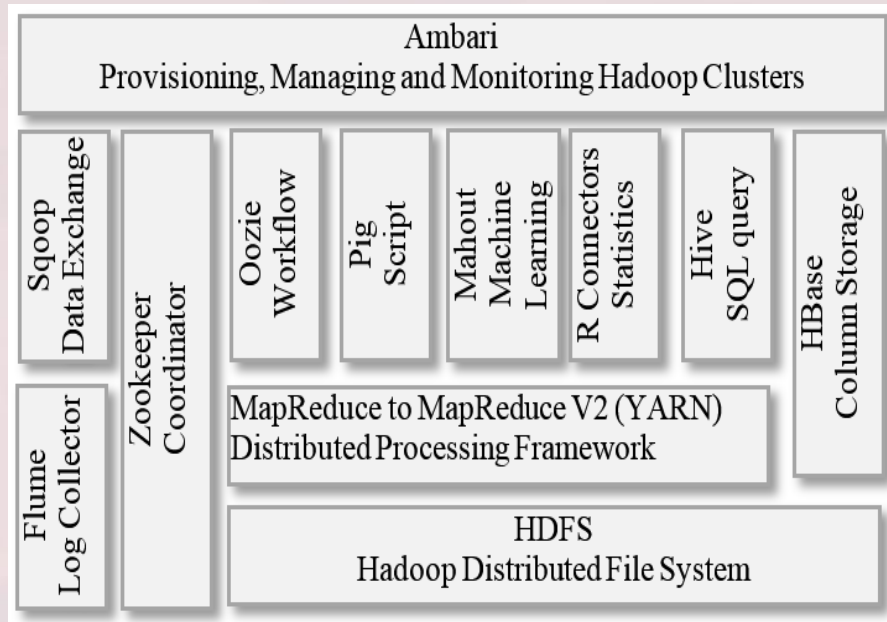 Ambari
Provisioning, Managing and Monitoring Hadoop Clusters
Sqoop
Data Exchange
Zookeeper
Coordinator
Oozie
Workflow
Pig
Script
Mahout
Machine
Learning
R Connectors
Statistics
Hive
SQL query
HBase
Column Storage
Flume
Log Collector
MapReduce to MapReduce V2 (YARN)
Distributed Processing Framework
HDFS
Hadoop Distributed File System